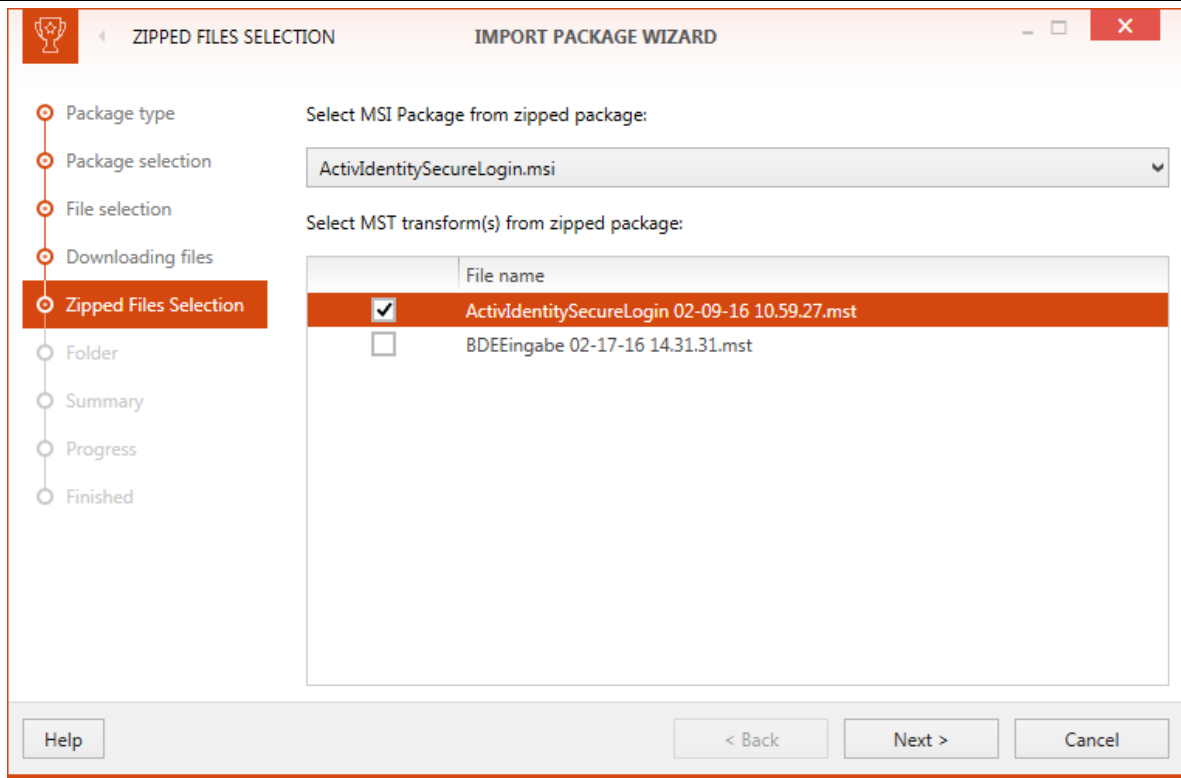 ZIPPED FILES SELECTION
IMPORT PACKAGE WIZARD
Package type
Package selection
File selection
Downloading files
Zipped Files Selection
Folder
Summary
Progress
Finished
Select MSI Package from zipped package:
ActivIdentitySecureLogin.msi
Select MST transform(s) from zipped package:
File name
ActivIdentitySecureLogin 02-09-16 10.59.27.mst
BDEEingabe 02-17-16 14.31.31.mst
Help
< Back
Next >
Cancel